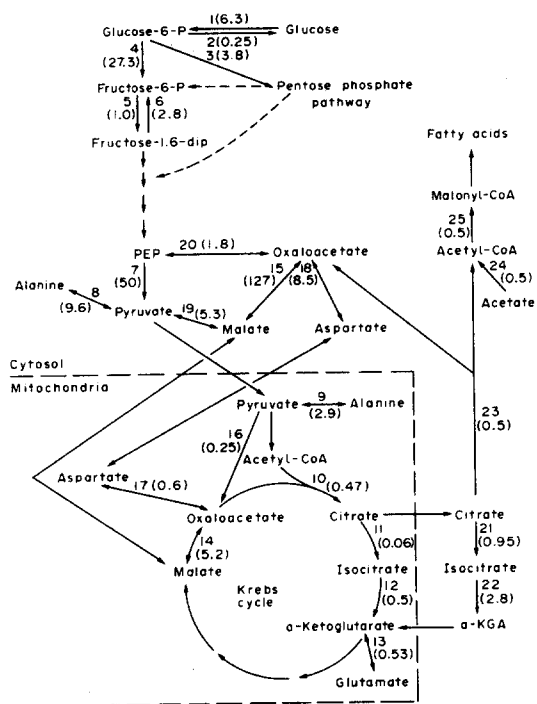 1(6.3)
Glucose-6-P Glucose
4 2(0.25)
(27.3) 3(3.8)
Fructose-6-P Pentose phosphate
pathway
5 6
(1.0) (2.8)
Fructose-1.6-dip
Fatty acids
Malonyl-CoA
25
(0.5)
PEP 20(1.8) Oxaloacetate Acetyl-CoA
7 15 18 24
(50) (127) (8.5) (0.5)
Alanine 8 Acetate
(9.6) Pyruvate 19(5.3)
Malate Aspartate
Cytosol
Mitochondria
Pyruvate 9 Alanine
(2.9)
23
(0.5)
16
(0.25) Acetyl-CoA
Aspartate 17(0.6) 10(0.47)
Oxaloacetate Citrate Citrate
14 11 21
(5.2) (0.06) (0.95)
Malate Isocitrate Isocitrate
Krebs 12 22
cycle (0.5) (2.8)
α-Ketoglutarate α-KGA
13
(0.53)
Glutamate